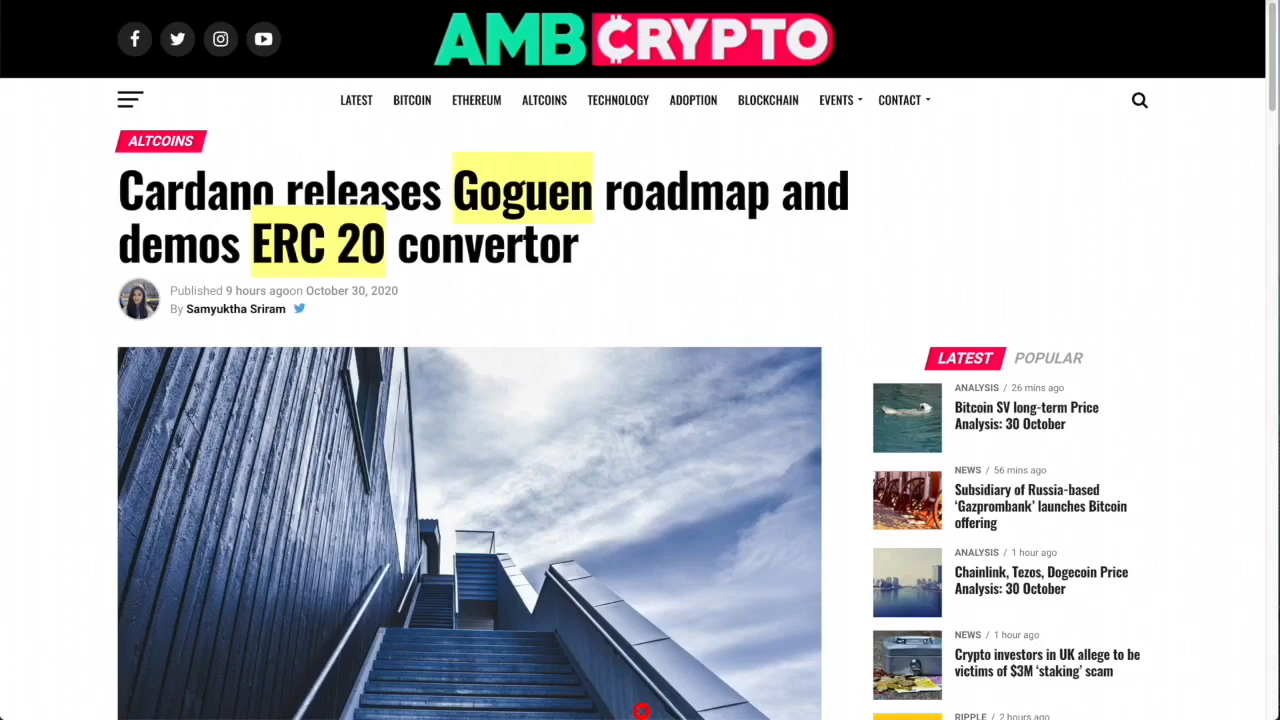 AMBCRYPTO
LATEST BITCOIN ETHEREUM ALTCOINS TECHNOLOGY ADOPTION BLOCKCHAIN EVENTS CONTACT
ALTCOINS
Cardano releases Goguen roadmap and
demos ERC 20 convertor
Published 9 hours agoon October 30, 2020
By Samyuktha Sriram
LATEST POPULAR
ANALYSIS / 26 mins ago
Bitcoin SV long-term Price
Analysis: 30 October
NEWS / 56 mins ago
Subsidiary of Russia-based
‘Gazprombank’ launches Bitcoin
offering
ANALYSIS / 1 hour ago
Chainlink, Tezos, Dogecoin Price
Analysis: 30 October
NEWS / 1 hour ago
Crypto investors in UK allege to be
victims of $3M ‘staking’ scam
RIPPLE / 2 hours ago